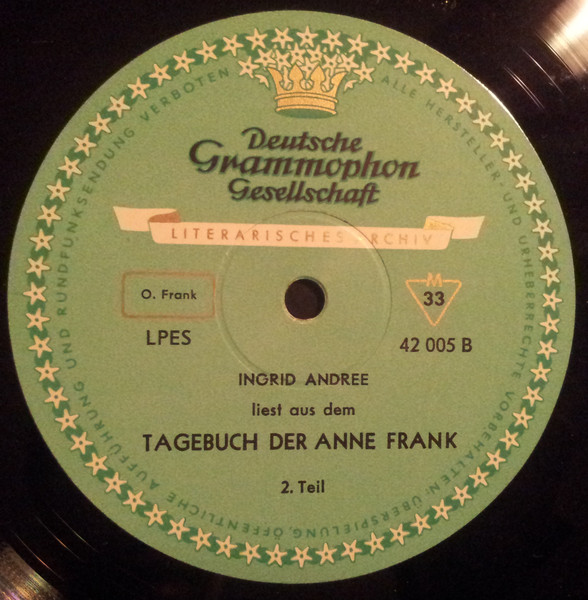 ALLE HERSTELLER- UND URHEBERRECHTE VORBEHALTEN. ÜBERSPIELUNG, ÖFFENTLICHE AUFFÜHRUNG UND RUNDFUNKSENDUNG VERBOTEN
Deutsche
Grammophon
Gesellschaft
LITERARISCHES ARCHIV
O. Frank
M
33
LPES
42 005 B
INGRID ANDREE
liest aus dem
TAGEBUCH DER ANNE FRANK
2. Teil